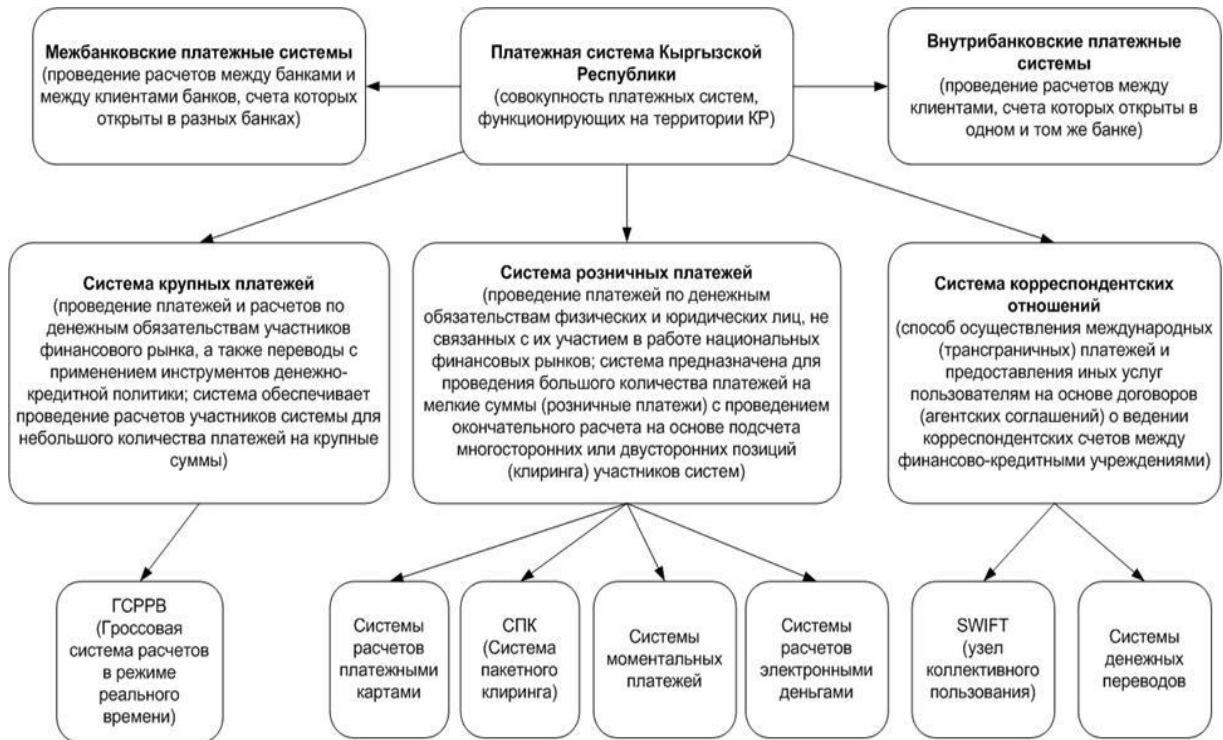 Межбанковские платежные системы
(проведение расчетов между банками и
между клиентами банков, счета которых
открыты в разных банках)
Платежная система Кыргызской
Республики
(совокупность платежных систем,
функционирующих на территории КР)
Внутрибанковские платежные
системы
(проведение расчетов между
клиентами, счета которых открыты в
одном и том же банке)
Система крупных платежей
(проведение платежей и расчетов по
денежным обязательствам участников
финансового рынка, а также переводы с
применением инструментов денежно-
кредитной политики; система обеспечивает
проведение расчетов участников системы для
небольшого количества платежей на крупные
суммы)
Система розничных платежей
(проведение платежей по денежным
обязательствам физических и юридических лиц, не
связанных с их участием в работе национальных
финансовых рынков; система предназначена для
проведения большого количества платежей на
мелкие суммы (розничные платежи) с проведением
окончательного расчета на основе подсчета
многосторонних или двусторонних позиций
(клиринга) участников систем)
Система корреспондентских
отношений
(способ осуществления международных
(трансграничных) платежей и
предоставления иных услуг
пользователям на основе договоров
(агентских соглашений) о ведении
корреспондентских счетов между
финансово-кредитными учреждениями)
ГСРРВ
(Гроссовая
система расчетов
в режиме
реального
времени)
Системы
расчетов
платежными
картами
СПК
(Система
пакетного
клиринга)
Системы
моментальных
платежей
Системы
расчетов
электронными
деньгами
SWIFT
(узел
коллективного
пользования)
Системы
денежных
переводов